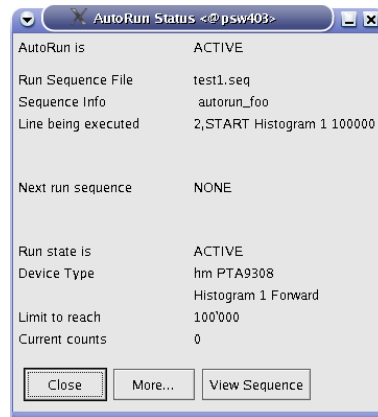 AutoRun Status <@psw403>
AutoRun is ACTIVE
Run Sequence File test1.seq
Sequence Info autorun_foo
Line being executed 2,START Histogram 1 100000
Next run sequence NONE
Run state is ACTIVE
Device Type hm PTA9308
Histogram 1 Forward
Limit to reach 100'000
Current counts 0
Close More... View Sequence